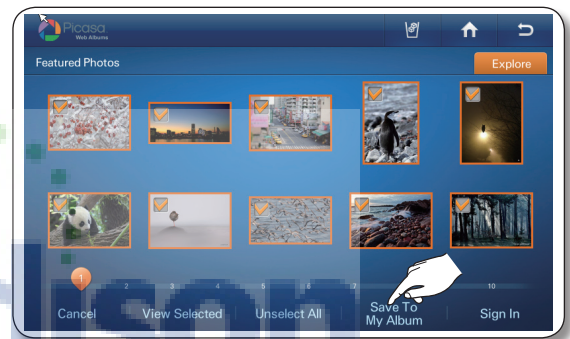 Picasa
Web Albums
Featured Photos
Explore
1 2 3 4 5 6 7 10
Cancel
View Selected
Unselect All
Save To
My Album
Sign In